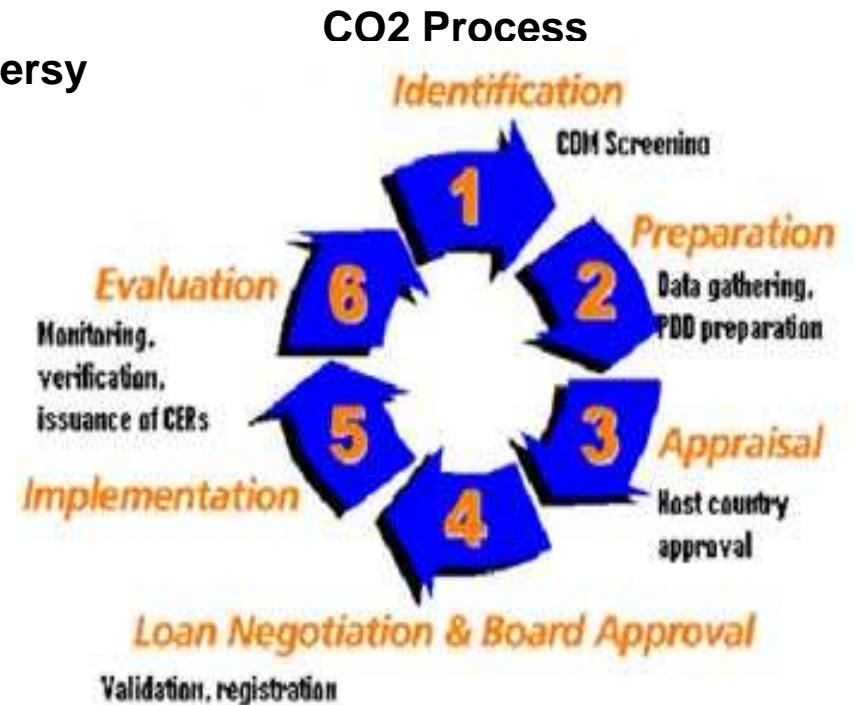 CO2 Process
ersy
Identification
CDM Screening
1
Preparation
2
Data gathering,
PDD preparation
Evaluation
6
Monitoring,
verification,
issuance of CERs
3
Appraisal
5
Host country
approval
Implementation
4
Loan Negotiation & Board Approval
Validation, registration